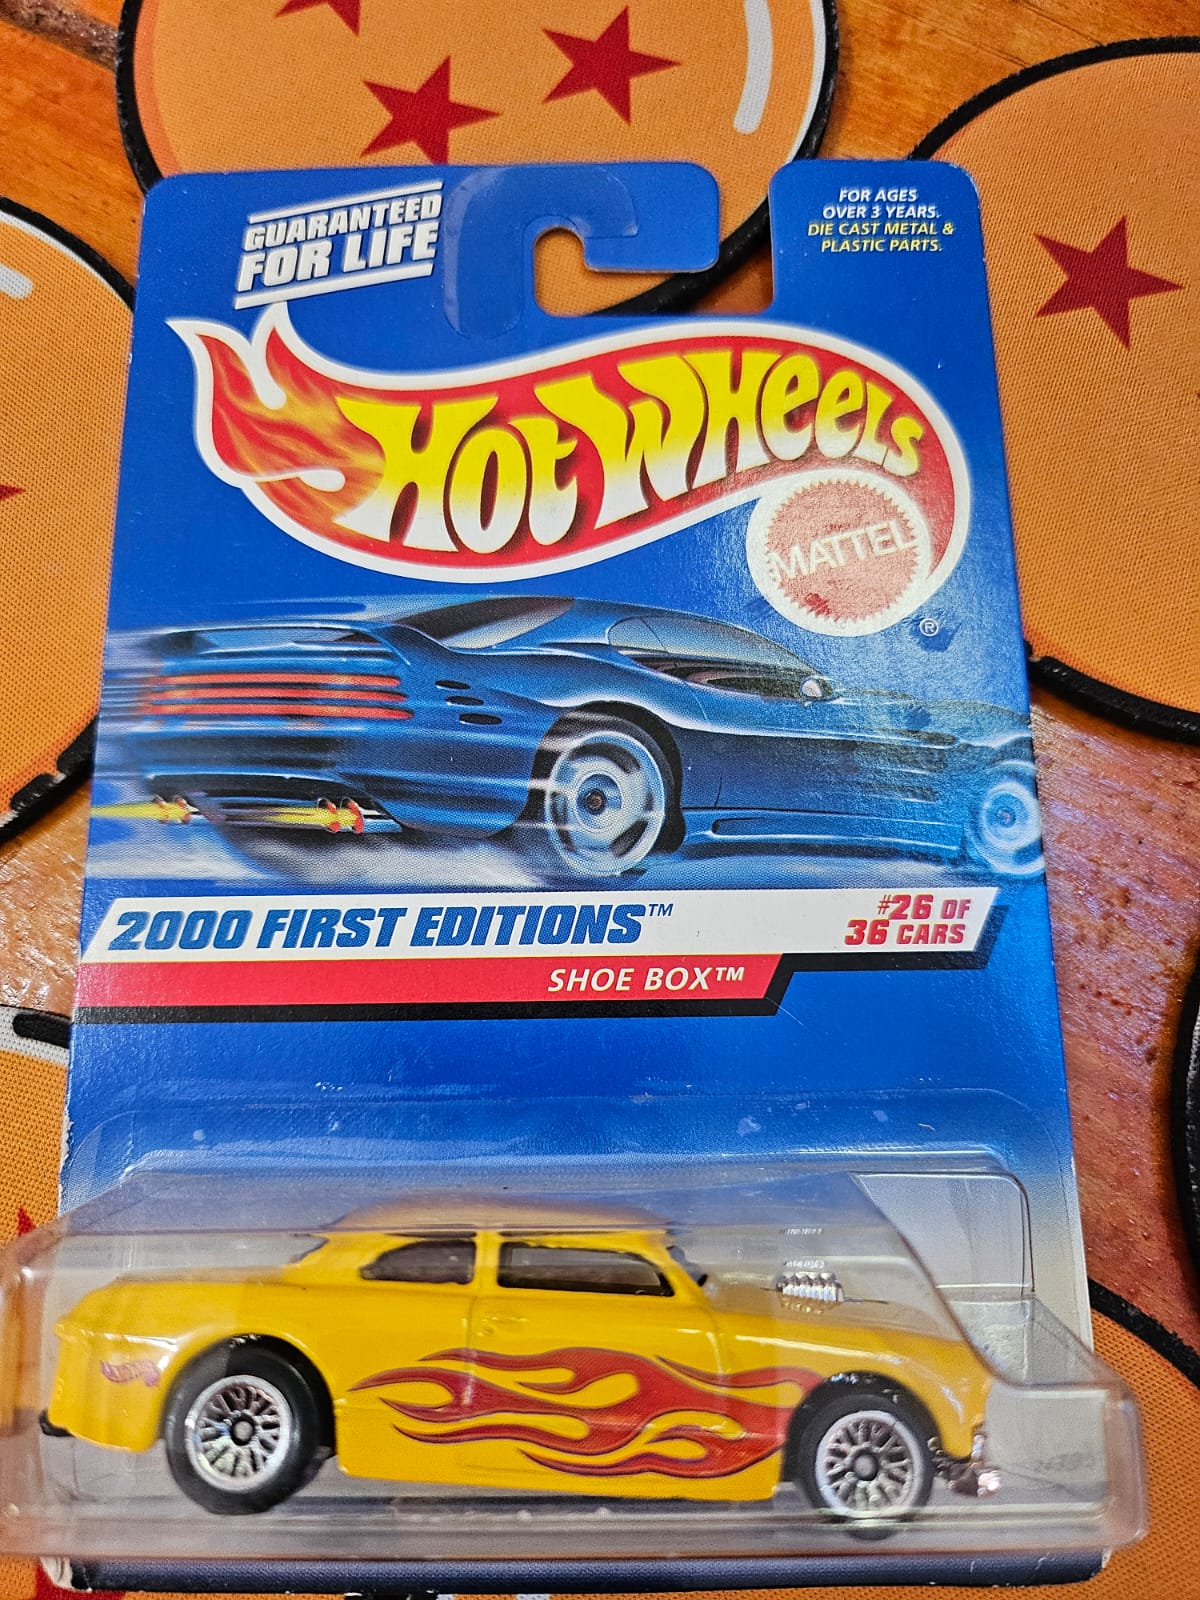 GUARANTEED
FOR LIFE
FOR AGES
OVER 3 YEARS.
DIE CAST METAL &
PLASTIC PARTS.
HOT WHEELS
MATTEL
®
2000 FIRST EDITIONS™
#26 OF
36 CARS
SHOE BOX™